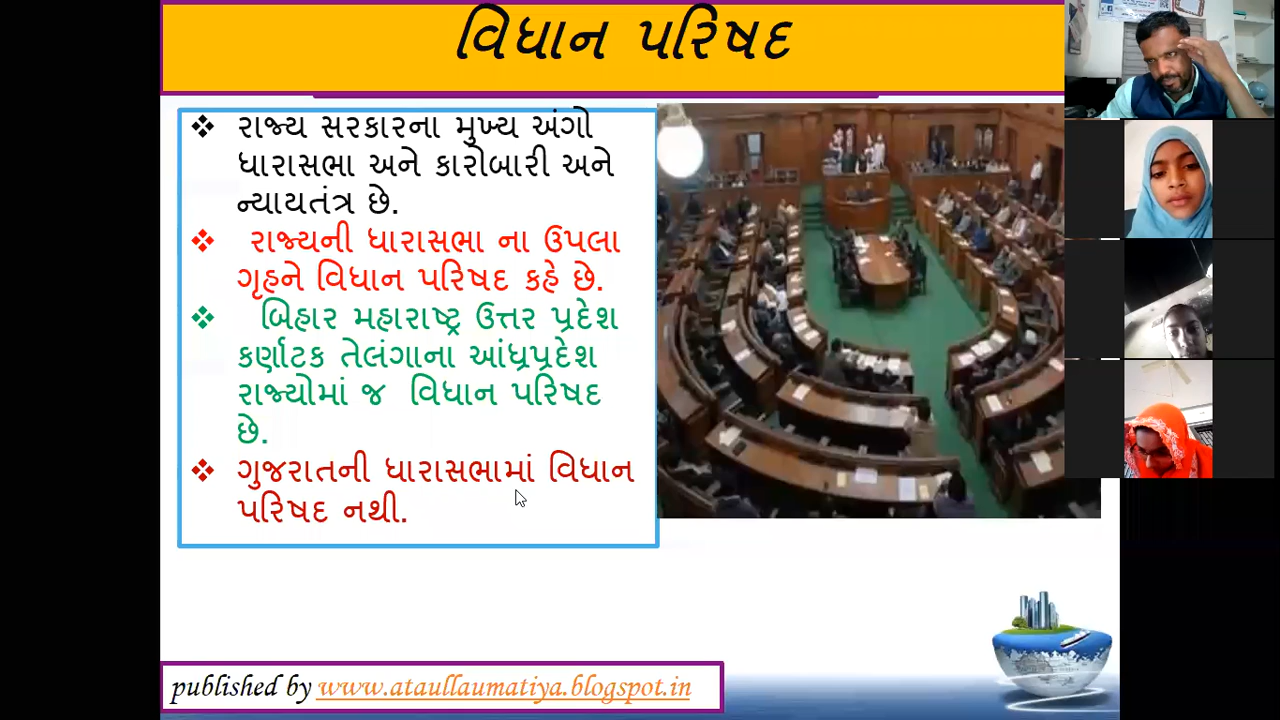 વિધાન પરિષદ
❖ રાજ્ય સરકારના મુખ્ય અંગો
ધારાસભા અને કારોબારી અને
ન્યાયતંત્ર છે.
❖ રાજ્યની ધારાસભા ના ઉપલા
ગૃહને વિધાન પરિષદ કહે છે.
❖ બિહાર મહારાષ્ટ્ર ઉત્તર પ્રદેશ
કર્ણાટક તેલંગાના આંધ્રપ્રદેશ
રાજ્યોમાં જ વિધાન પરિષદ
છે.
❖ ગુજરાતની ધારાસભામાં વિધાન
પરિષદ નથી.
published by www.ataullaumatiya.blogspot.in